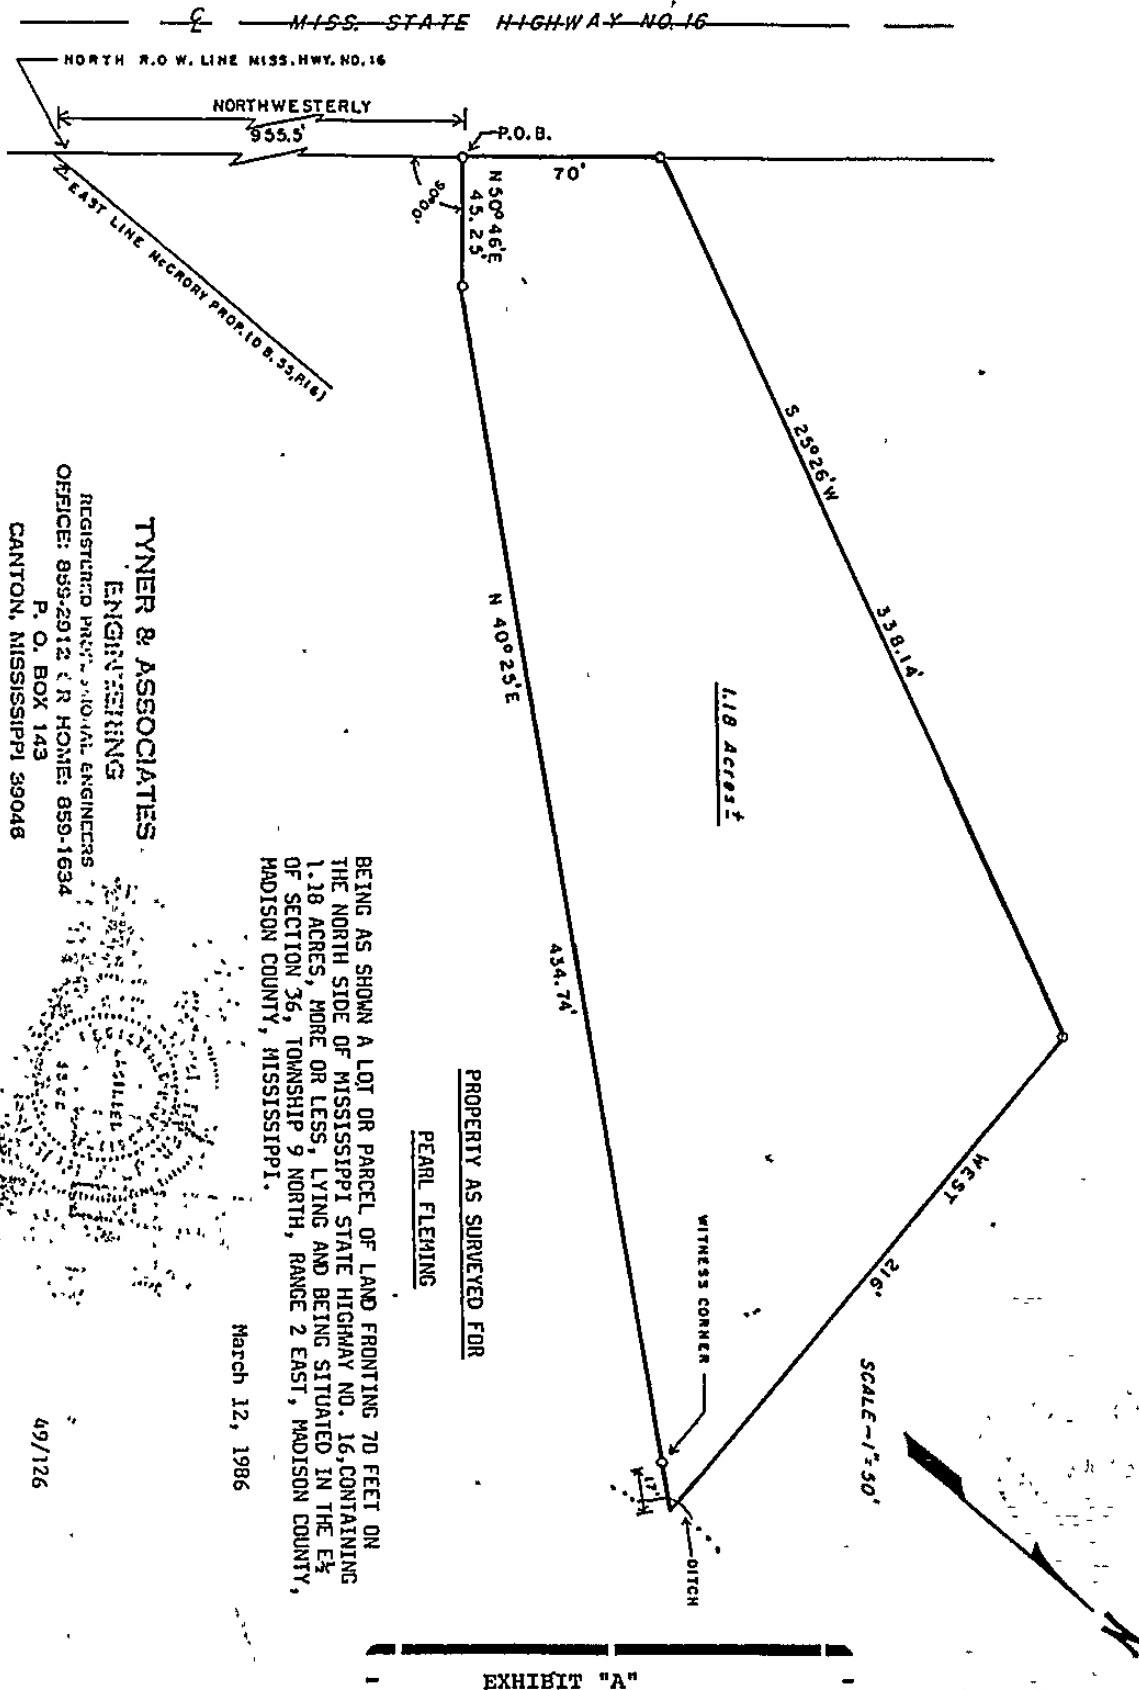 ℄ MISS. STATE HIGHWAY NO. 16
NORTH R.O.W. LINE MISS. HWY. NO. 16
NORTHWESTERLY
955.5'
P.O.B.
70'
90°00'
N 50°46'E
45.25'
EAST LINE McCRORY PROP. (D.B. 55, P.16)
S 25°26'W
338.14'
N 40°25'E
434.74'
1.18 Acres±
WEST
216'
WITNESS CORNER
17'
DITCH
SCALE-1"=50'
N
PROPERTY AS SURVEYED FOR
PEARL FLEMING
BEING AS SHOWN A LOT OR PARCEL OF LAND FRONTING 70 FEET ON
THE NORTH SIDE OF MISSISSIPPI STATE HIGHWAY NO. 16, CONTAINING
1.18 ACRES, MORE OR LESS, LYING AND BEING SITUATED IN THE E½
OF SECTION 36, TOWNSHIP 9 NORTH, RANGE 2 EAST, MADISON COUNTY,
MADISON COUNTY, MISSISSIPPI.
TYNER & ASSOCIATES
ENGINEERING
REGISTERED PROFESSIONAL ENGINEERS
OFFICE: 859-2912 OR HOME: 859-1634
P. O. BOX 143
CANTON, MISSISSIPPI 39046
March 12, 1986
49/126
EXHIBIT "A"